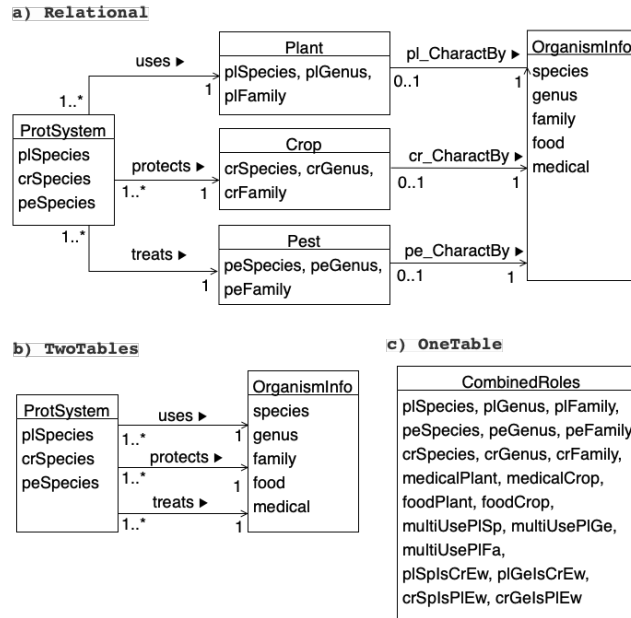 a) Relational
Plant
plSpecies, plGenus,
plFamily
uses ▶
1..*
1
pl_CharactBy ▶
0..1
1
OrganismInfo
species
genus
family
food
medical
ProtSystem
plSpecies
crSpecies
peSpecies
protects ▶
1..*
1
Crop
crSpecies, crGenus,
crFamily
cr_CharactBy ▶
0..1
1
1..*
treats ▶
1
Pest
peSpecies, peGenus,
peFamily
pe_CharactBy ▶
0..1
1
b) TwoTables
ProtSystem
plSpecies
crSpecies
peSpecies
uses ▶
1..*
1
protects ▶
1..*
1
treats ▶
1..*
1
OrganismInfo
species
genus
family
food
medical
c) OneTable
CombinedRoles
plSpecies, plGenus, plFamily,
peSpecies, peGenus, peFamily
crSpecies, crGenus, crFamily,
medicalPlant, medicalCrop,
foodPlant, foodCrop,
multiUsePlSp, multiUsePlGe,
multiUsePlFa,
plSpIsCrEw, plGeIsCrEw,
crSpIsPlEw, crGeIsPlEw